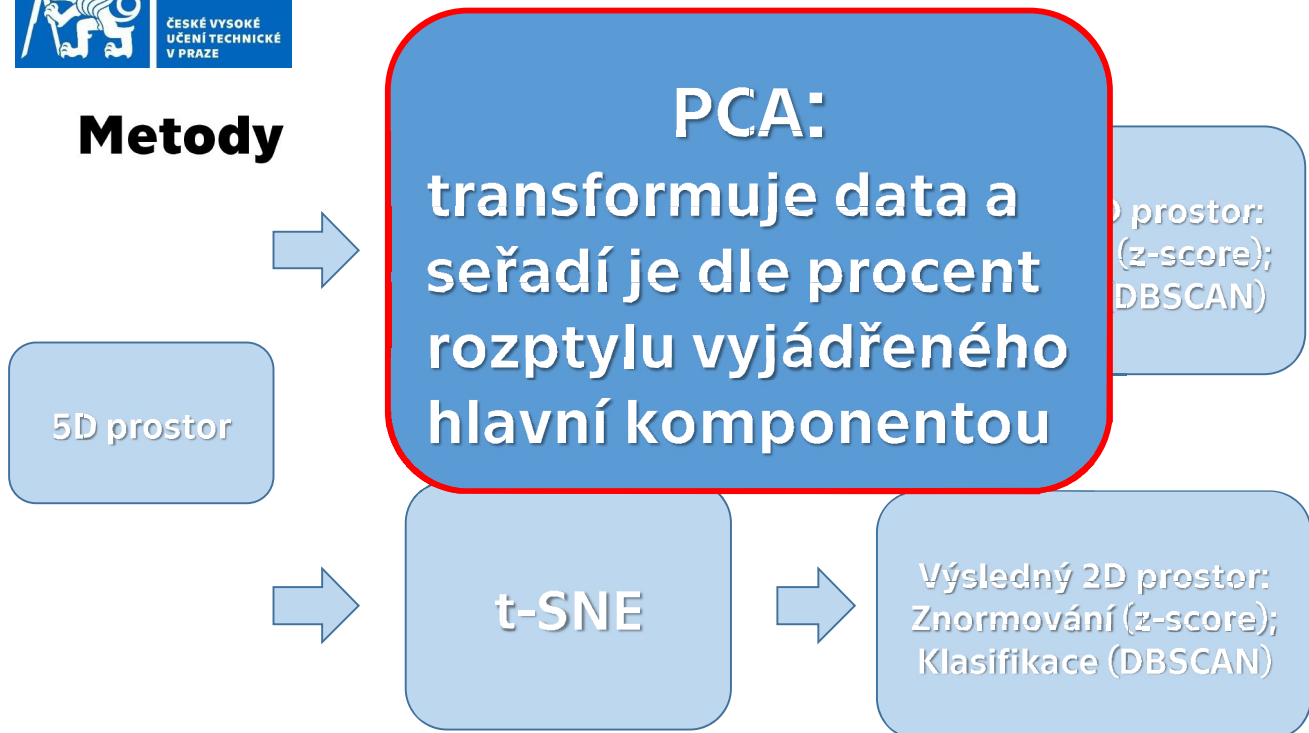 ČESKÉ VYSOKÉ
UČENÍ TECHNICKÉ
V PRAZE
Metody
PCA:
transformuje data a
seřadí je dle procent
rozptylu vyjádřeného
hlavní komponentou
prostor:
(z-score);
DBSCAN)
5D prostor
t-SNE
Výsledný 2D prostor:
Znormování (z-score);
Klasifikace (DBSCAN)